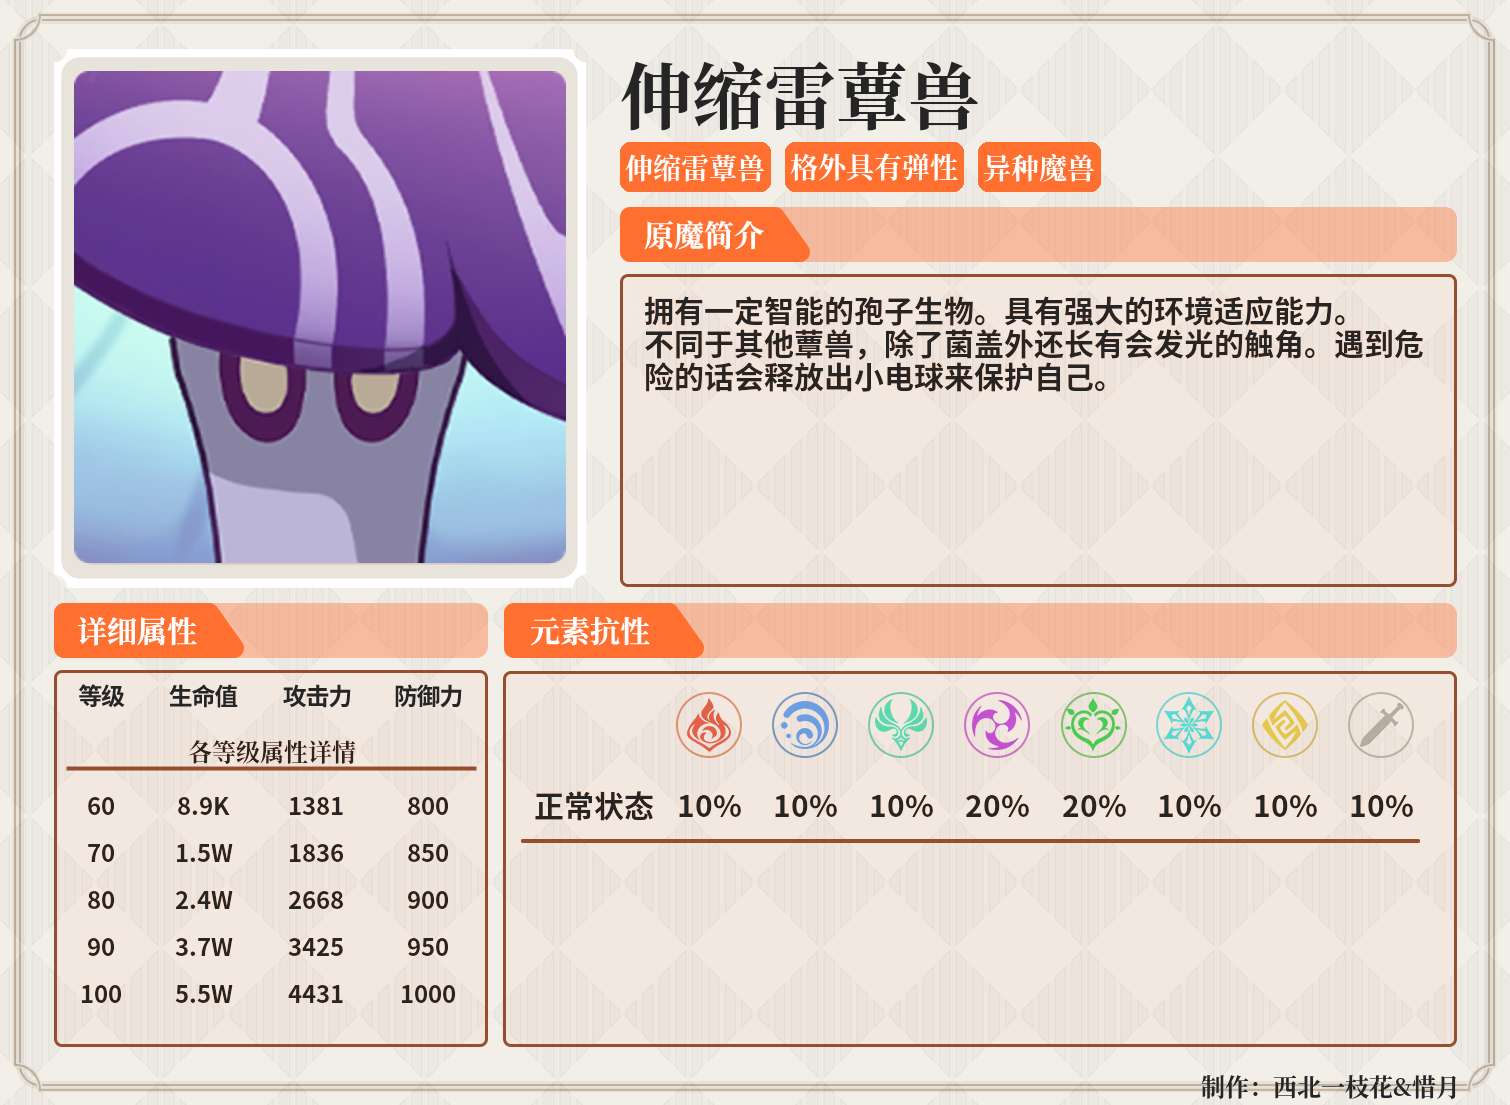 伸缩雷蕈兽
伸缩雷蕈兽 格外具有弹性 异种魔兽
原魔简介
拥有一定智能的孢子生物。具有强大的环境适应能力。
不同于其他蕈兽，除了菌盖外还长有会发光的触角。遇到危
险的话会释放出小电球来保护自己。
详细属性
等级 生命值 攻击力 防御力
各等级属性详情
60 8.9K 1381 800
70 1.5W 1836 850
80 2.4W 2668 900
90 3.7W 3425 950
100 5.5W 4431 1000
元素抗性
正常状态 10% 10% 10% 20% 20% 10% 10% 10%
制作：西北一枝花&惜月